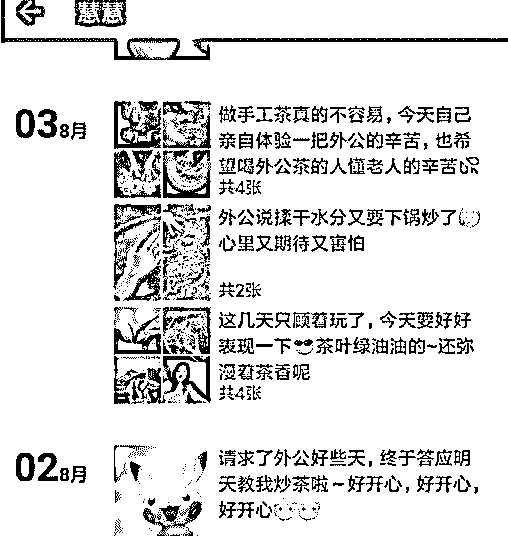 慧慧
03 8月
做手工茶真的不容易，今天自己
亲自体验一把外公的辛苦，也希
望喝外公茶的人懂老人的辛苦
共4张
外公说揉干水分又要下锅炒了
心里又期待又害怕
共2张
这几天只顾着玩了，今天要好好
表现一下茶叶绿油油的~还弥
漫着茶香呢
共4张
02 8月
请求了外公好些天，终于答应明
天教我炒茶啦~好开心，好开心，
好开心